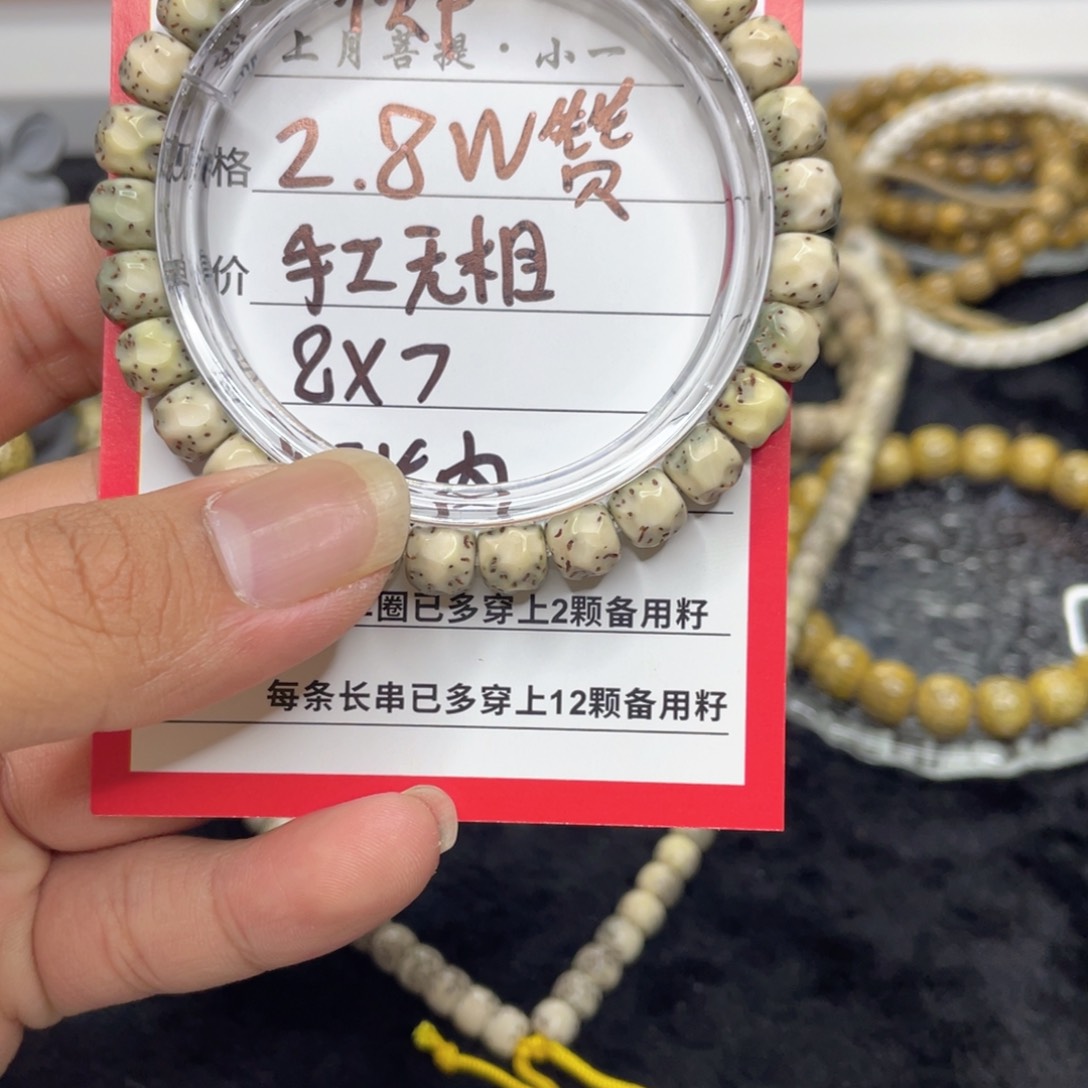 上月菩提·小一
格 2.8W赞
价 手工无相
8X7
内
圈已多穿上2颗备用籽
每条长串已多穿上12颗备用籽